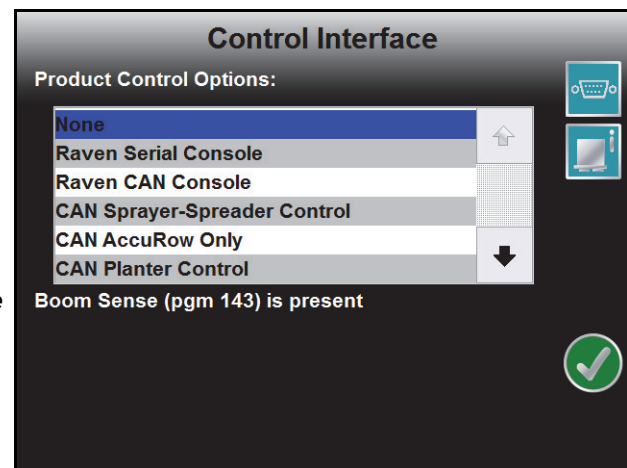 Control Interface
Product Control Options:
None
Raven Serial Console
Raven CAN Console
CAN Sprayer-Spreader Control
CAN AccuRow Only
CAN Planter Control
Boom Sense (pgm 143) is present